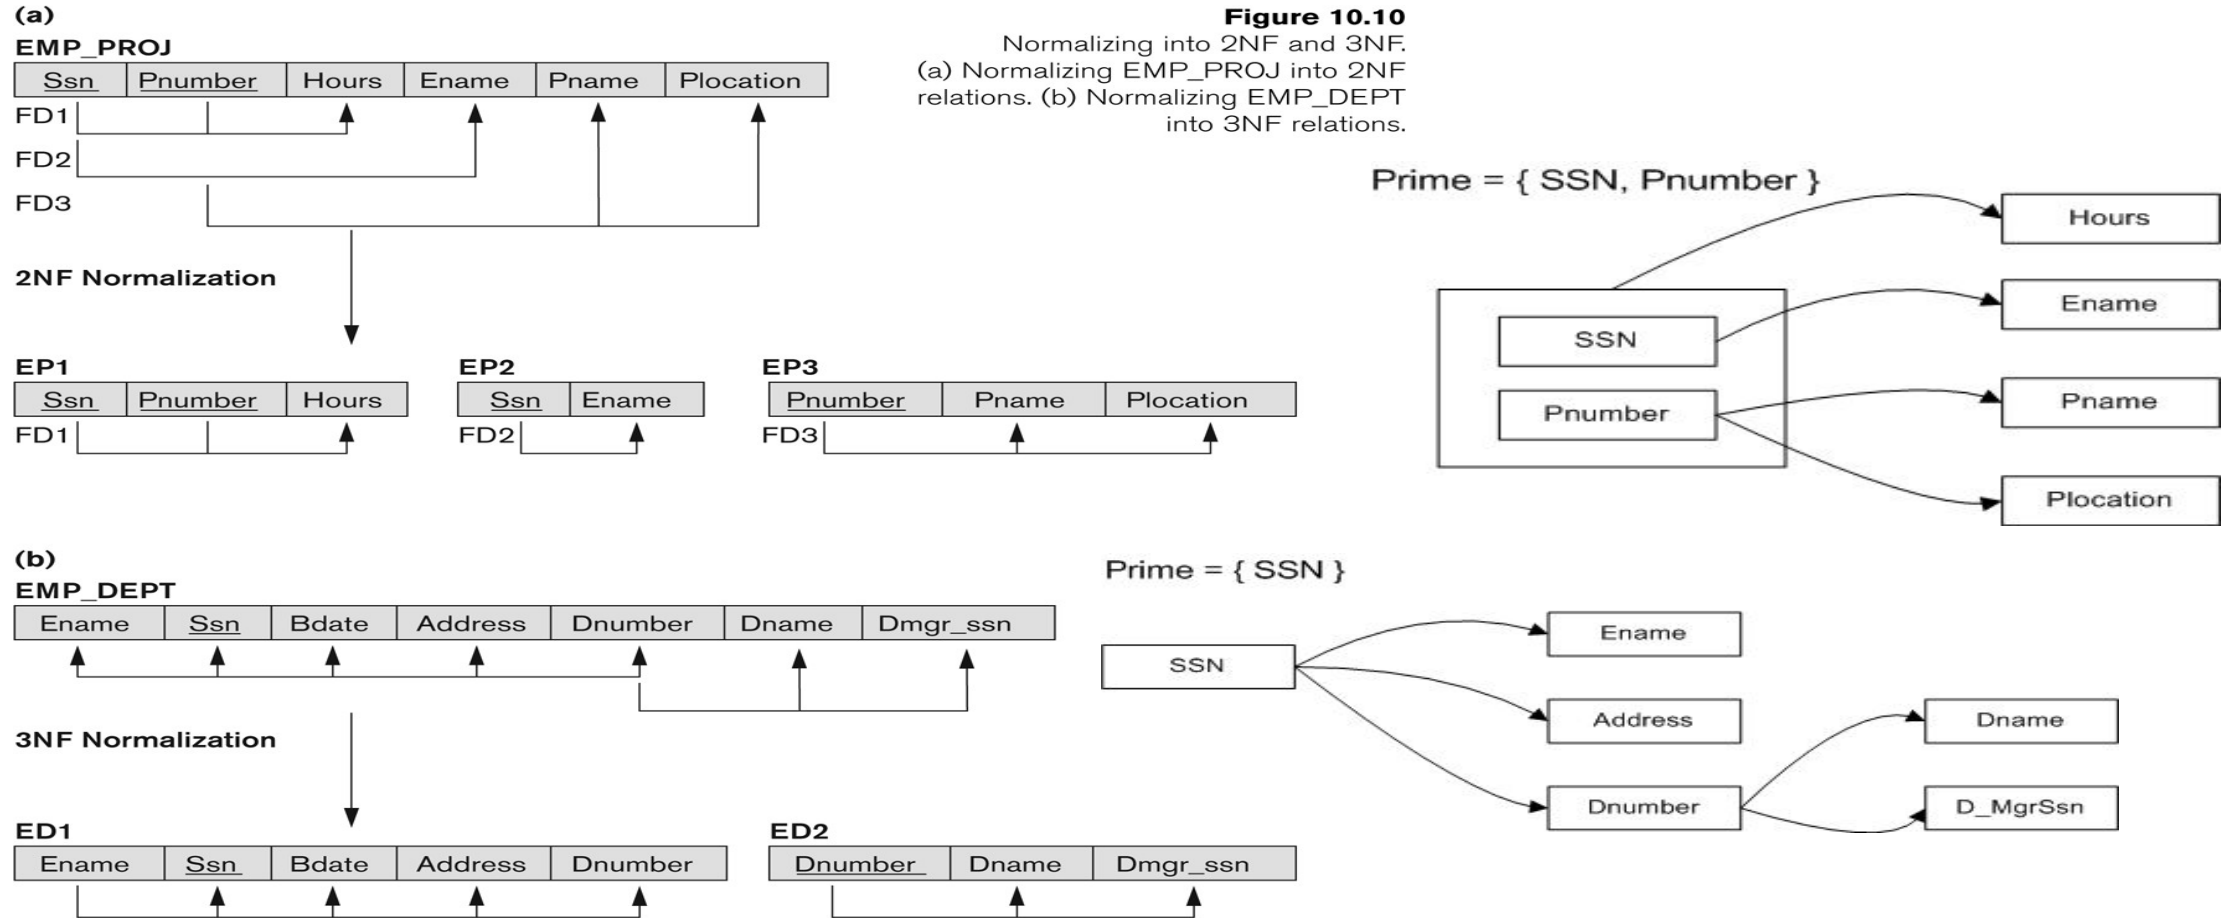 (a)
EMP_PROJ
Ssn Pnumber Hours Ename Pname Plocation
FD1
FD2
FD3
2NF Normalization
EP1
Ssn Pnumber Hours
FD1
EP2
Ssn Ename
FD2
EP3
Pnumber Pname Plocation
FD3
Figure 10.10
Normalizing into 2NF and 3NF.
(a) Normalizing EMP_PROJ into 2NF
relations. (b) Normalizing EMP_DEPT
into 3NF relations.
Prime = { SSN, Pnumber }
SSN
Pnumber
Hours
Ename
Pname
Plocation
(b)
EMP_DEPT
Ename Ssn Bdate Address Dnumber Dname Dmgr_ssn
3NF Normalization
ED1
Ename Ssn Bdate Address Dnumber
ED2
Dnumber Dname Dmgr_ssn
Prime = { SSN }
SSN
Ename
Address
Dnumber
Dname
D_MgrSsn